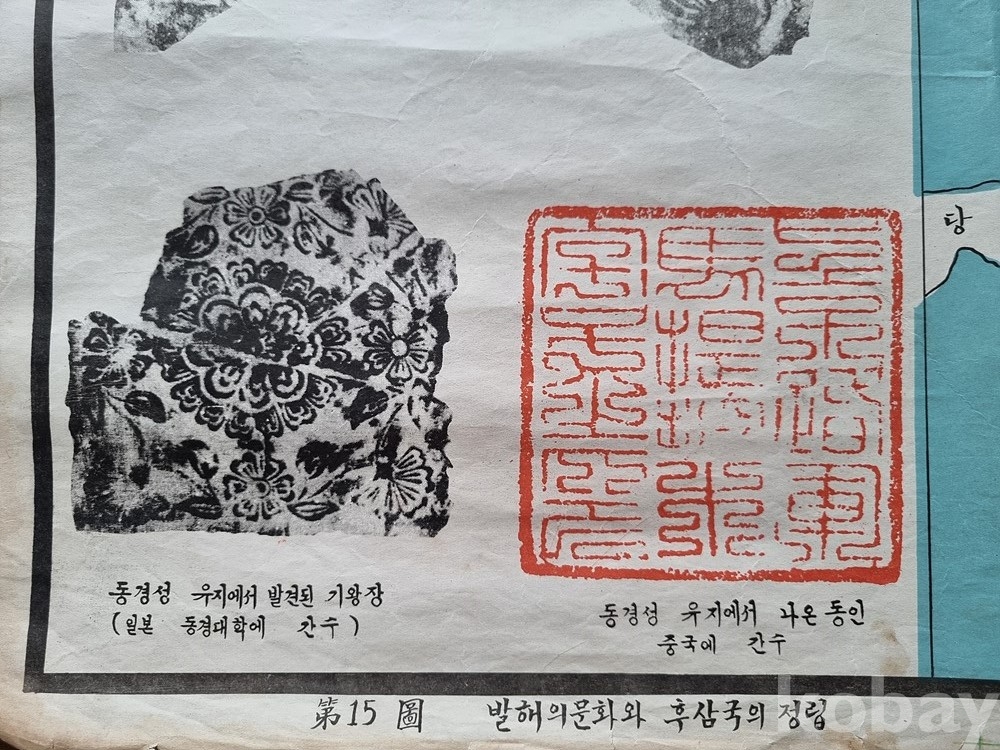 탕
동경성 유지에서 발견된 기왕장
(일본 동경대학에 간수)
동경성 유지에서 나온 동인
중국에 간수
第15圖 발해의문화와 후삼국의 정립
kobay